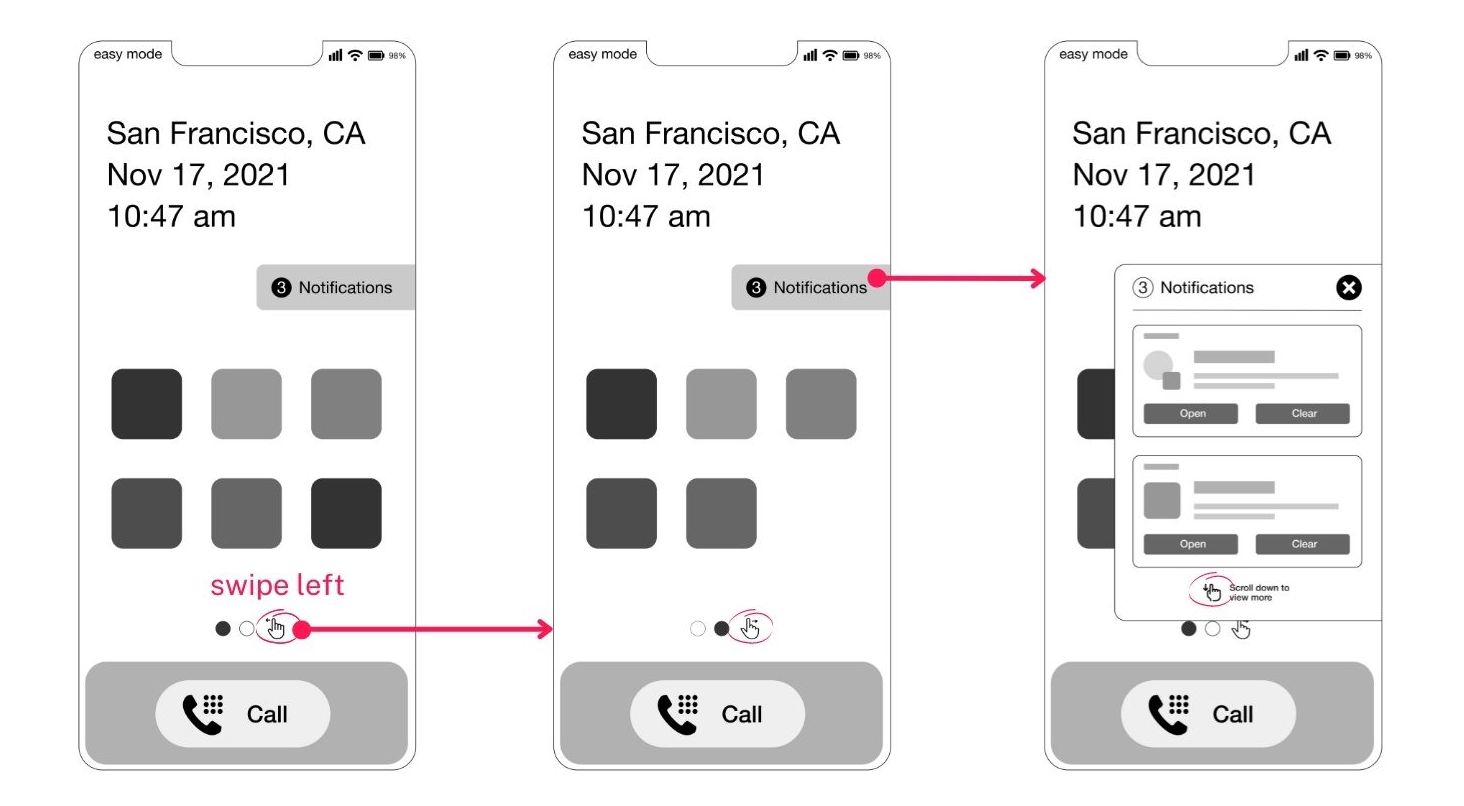 easy mode
98%
San Francisco, CA
Nov 17, 2021
10:47 am
3 Notifications
swipe left
Call
easy mode
98%
San Francisco, CA
Nov 17, 2021
10:47 am
3 Notifications
Call
easy mode
98%
San Francisco, CA
Nov 17, 2021
10:47 am
3 Notifications
Open Clear
Open Clear
Scroll down to
view more
Call